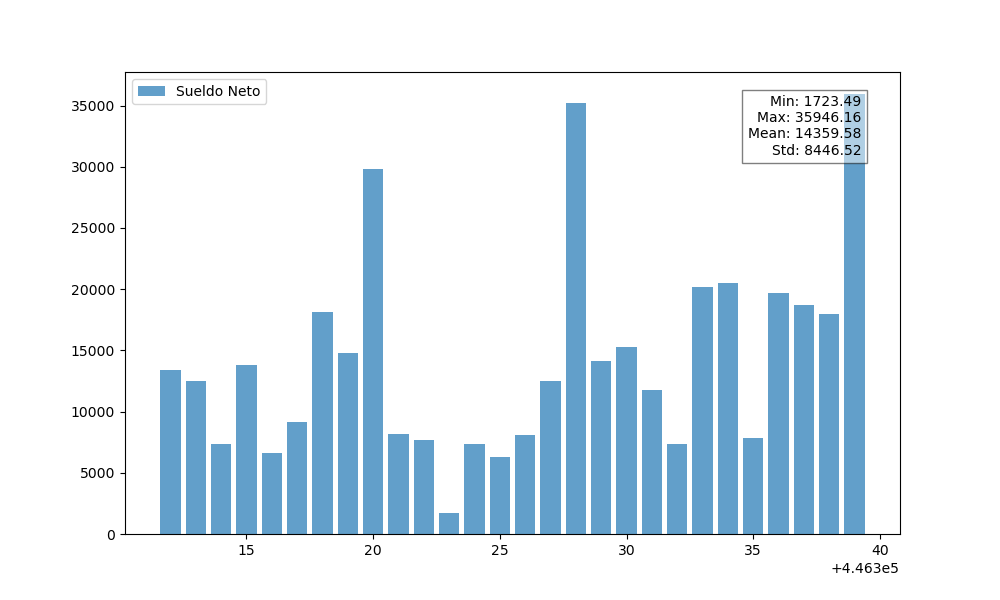 Sueldo Neto
Min: 1723.49
Max: 35946.16
Mean: 14359.58
Std: 8446.52
35000
30000
25000
20000
15000
10000
5000
0
15 20 25 30 35 40
+4.463e5